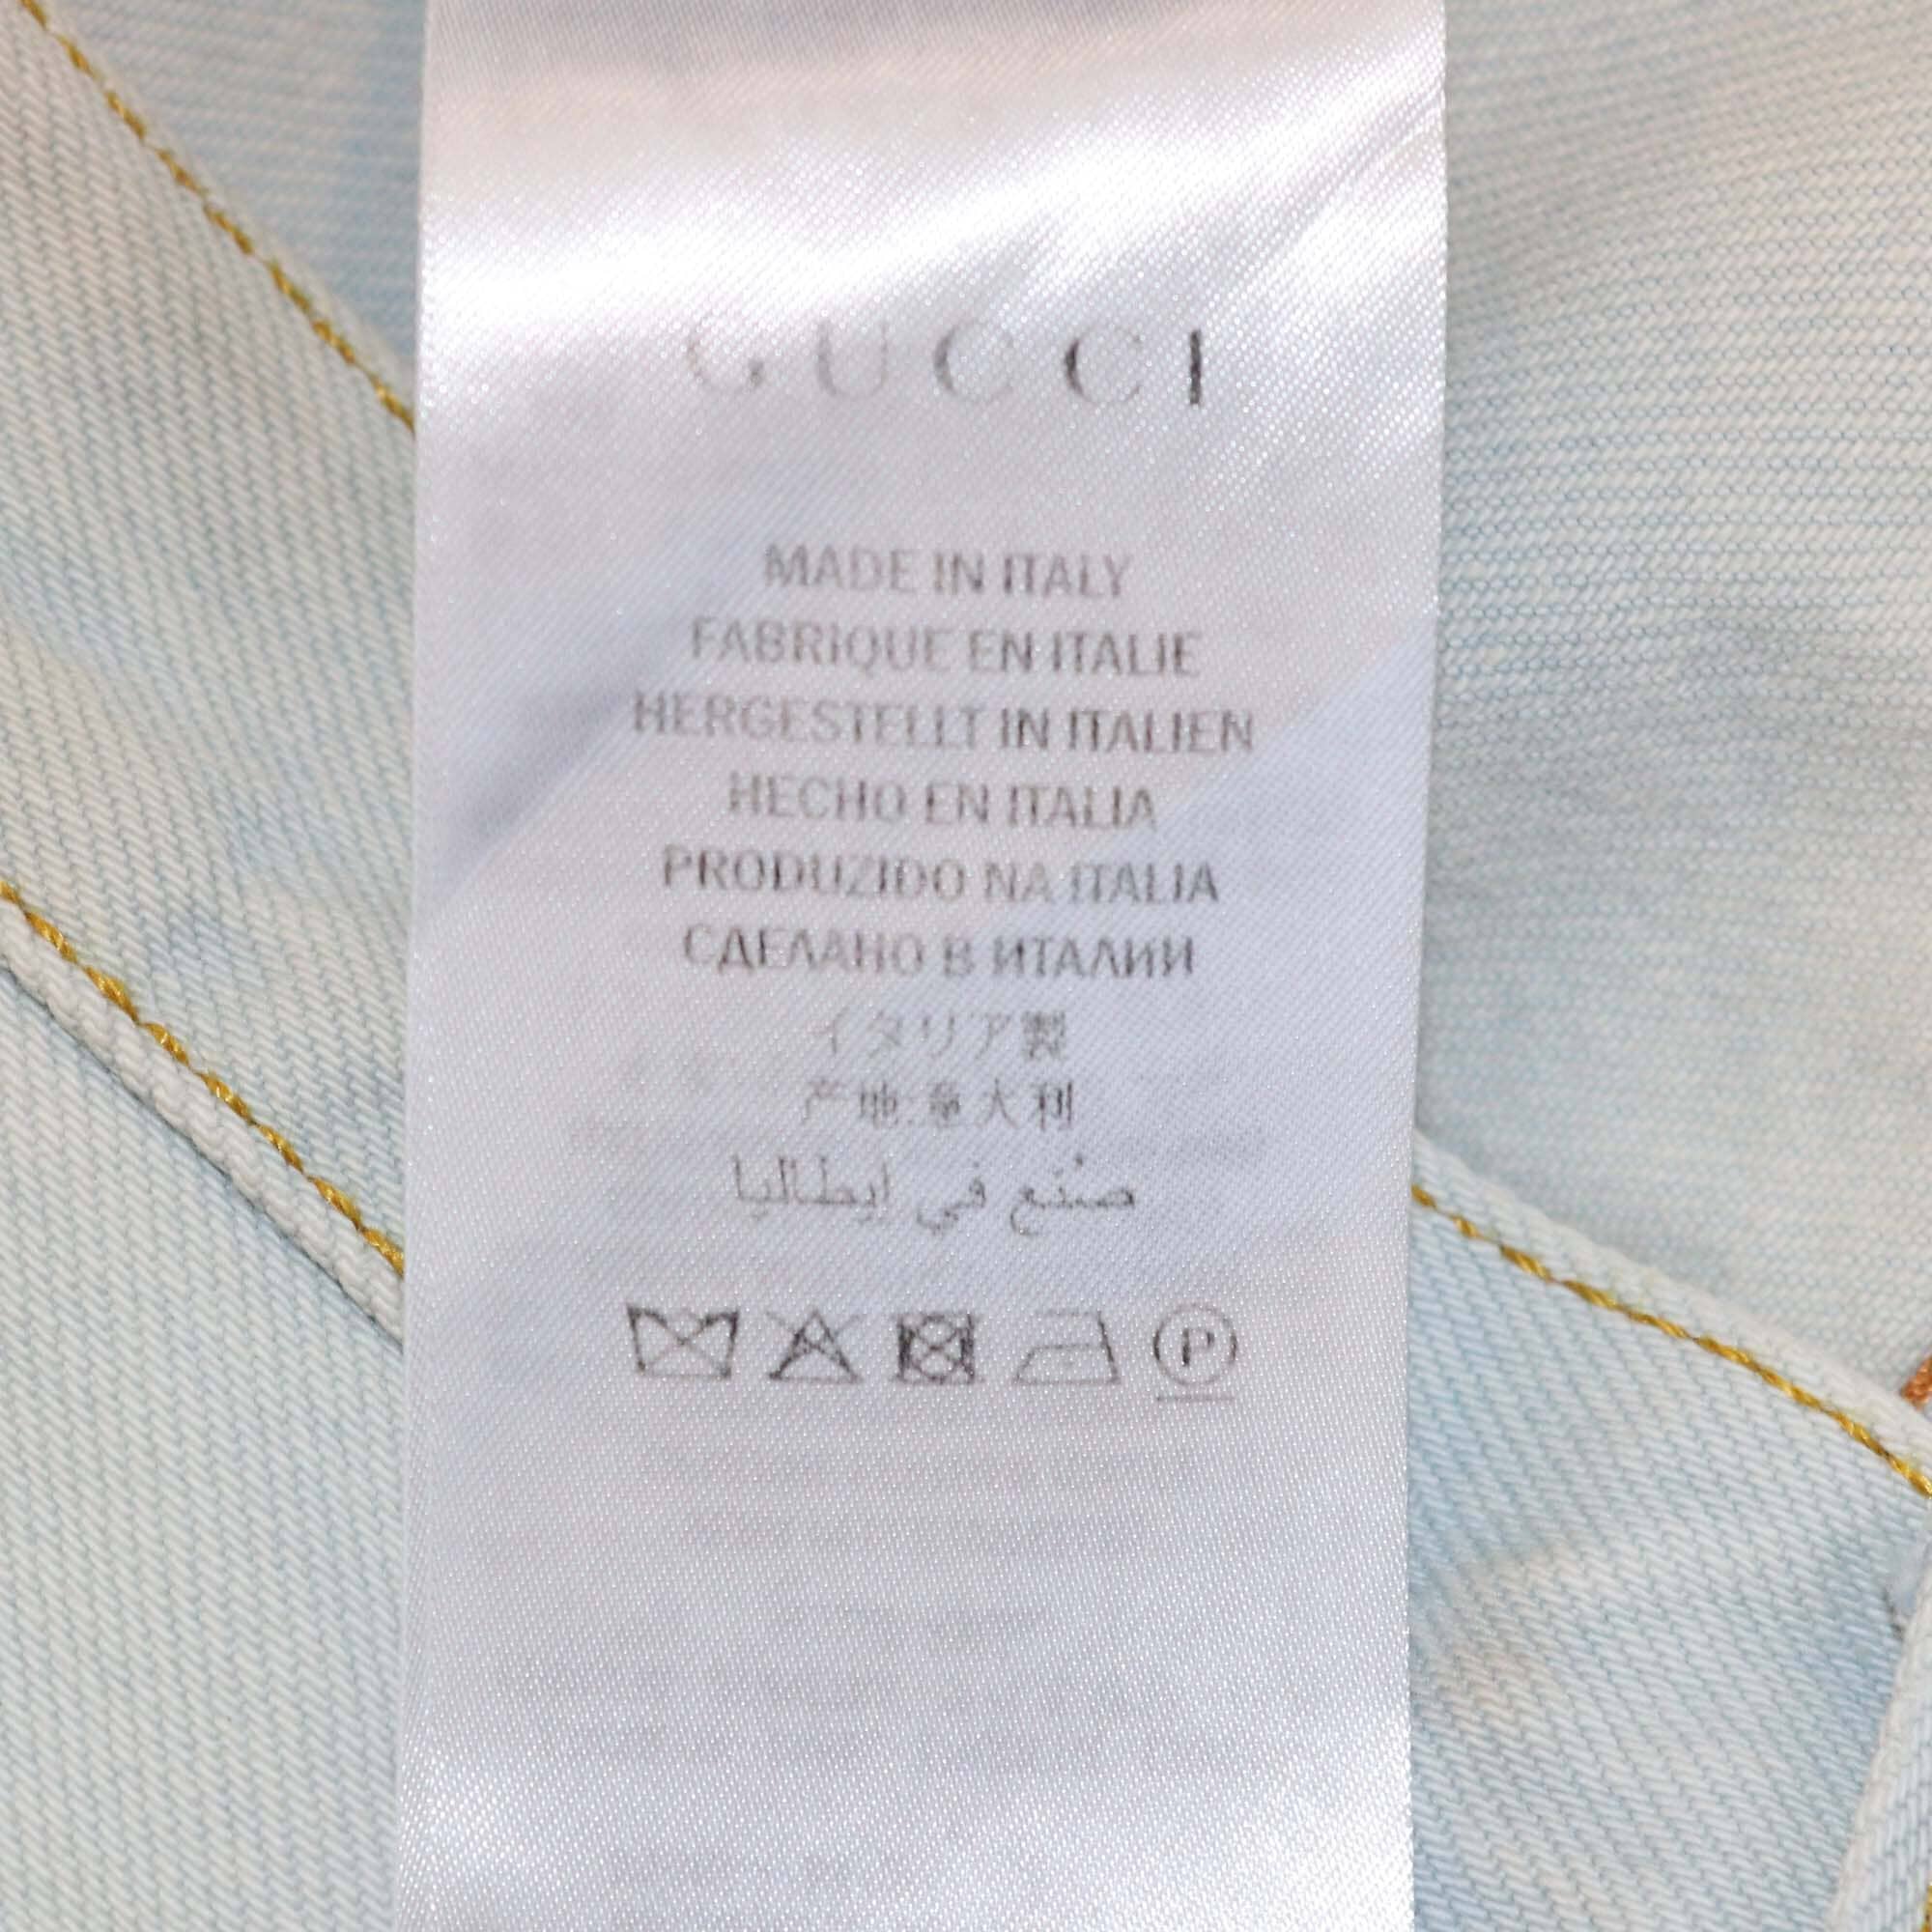 GUCCI
MADE IN ITALY
FABRIQUE EN ITALIE
HERGESTELLT IN ITALIEN
HECHO EN ITALIA
PRODUZIDO NA ITALIA
СДЕЛАНО В ИТАЛИИ
イタリア製
产地:意大利
صُنع في إيطاليا
P